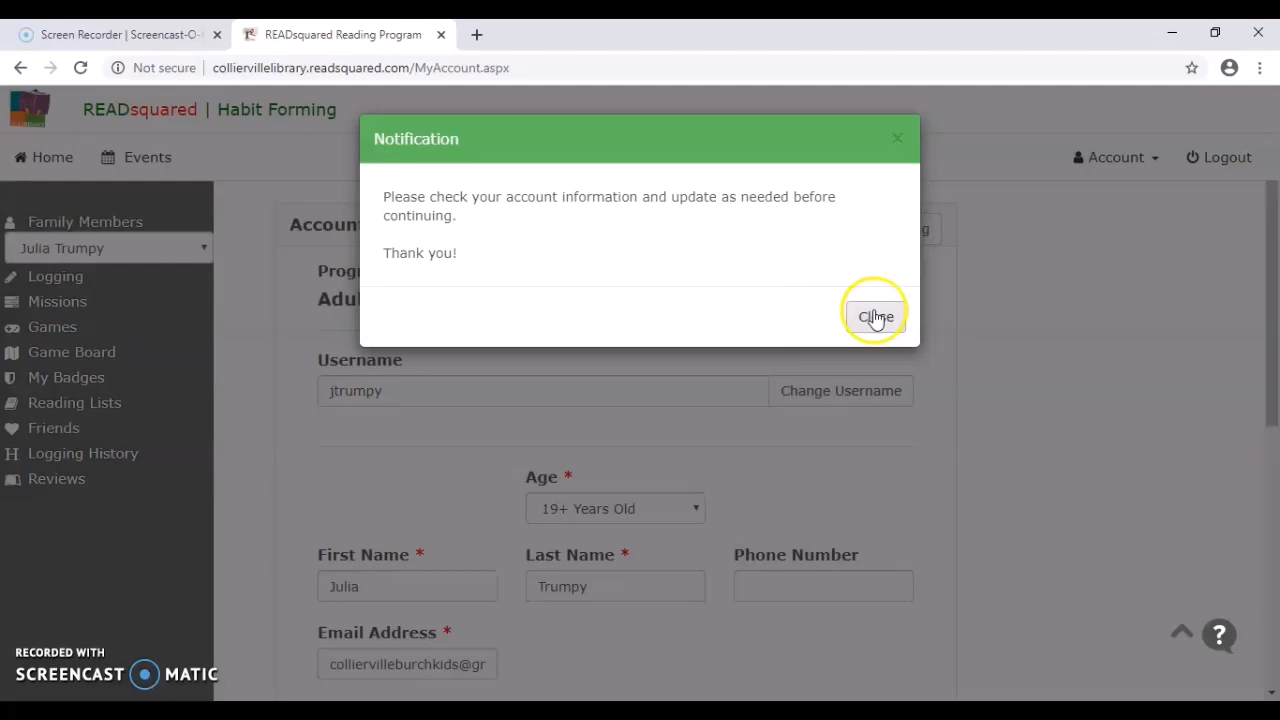 Screen Recorder | Screencast-O-
READsquared Reading Program
Not secure
colliervillelibrary.readsquared.com/MyAccount.aspx
READsquared | Habit Forming
Home
Events
Account
Logout
Notification
Please check your account information and update as needed before
continuing.
Thank you!
Close
Family Members
Julia Trumpy
Logging
Missions
Games
Game Board
My Badges
Reading Lists
Friends
Logging History
Reviews
Username
jtrumpy
Change Username
Age *
19+ Years Old
First Name *
Last Name *
Phone Number
Julia
Trumpy
Email Address *
colliervilleburchkids@gr
RECORDED WITH
SCREENCAST MATIC